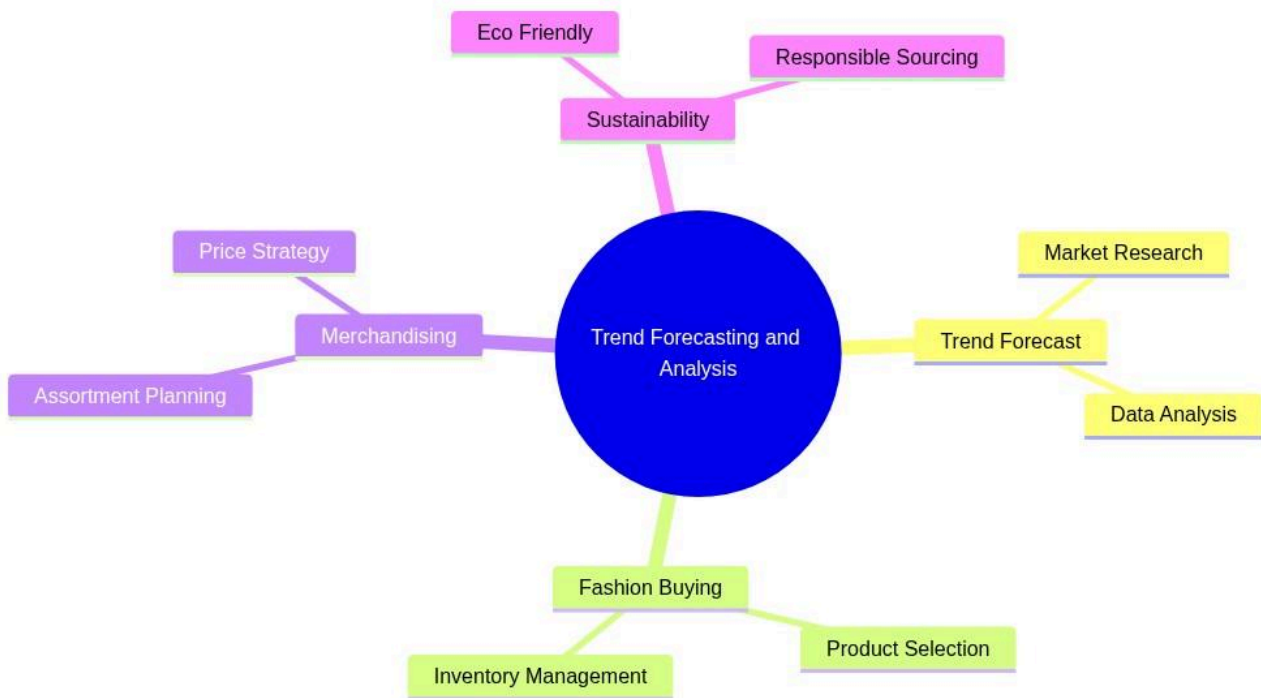 Eco Friendly
Responsible Sourcing
Sustainability
Price Strategy
Market Research
Merchandising
Trend Forecasting and
Analysis
Trend Forecast
Assortment Planning
Data Analysis
Fashion Buying
Product Selection
Inventory Management